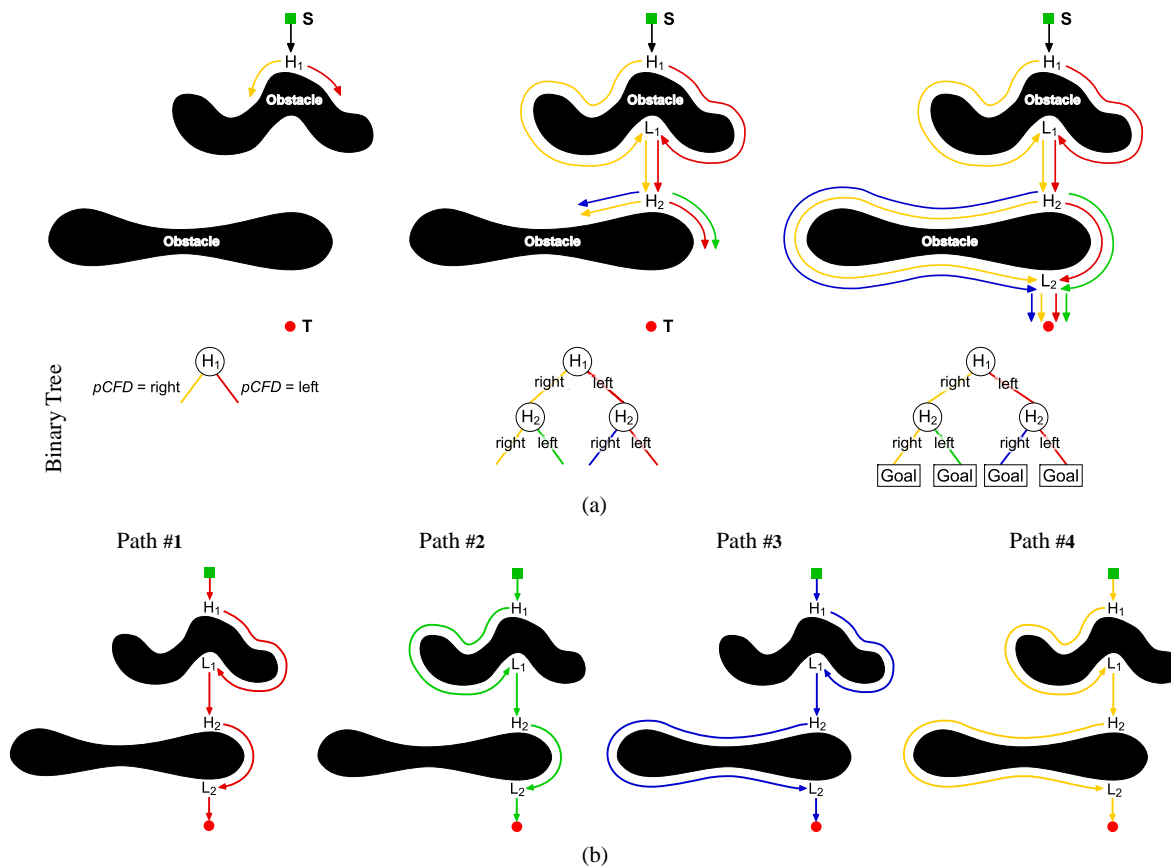 S
S
S
H1
H1
H1
Obstacle
Obstacle
Obstacle
L1
L1
H2
H2
Obstacle
Obstacle
Obstacle
L2
T
T
Binary Tree
H1
pCFD = right
pCFD = left
H1
right
left
H2
H2
right
left
right
left
H1
right
left
H2
H2
right
left
right
left
Goal
Goal
Goal
Goal
(a)
Path #1
Path #2
Path #3
Path #4
H1
H1
H1
H1
L1
L1
L1
L1
H2
H2
H2
H2
L2
L2
L2
L2
(b)